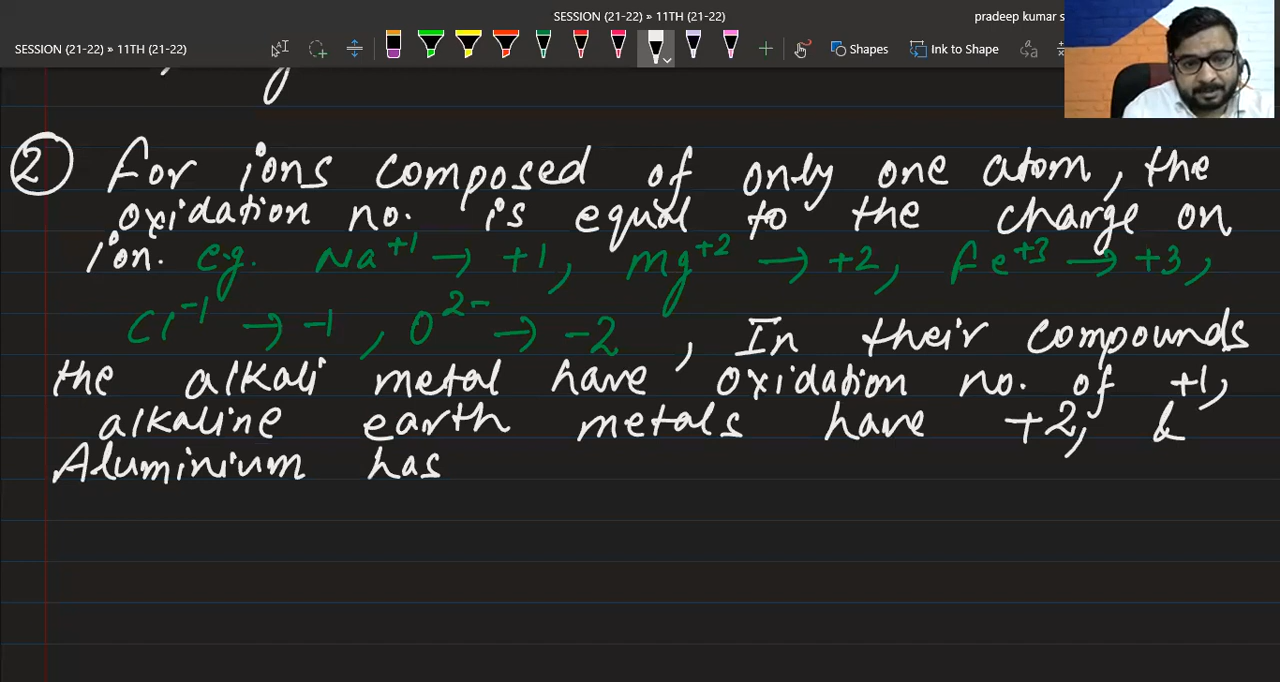 SESSION (21-22) » 11TH (21-22)
pradeep kumar s
SESSION (21-22) » 11TH (21-22)
Shapes
Ink to Shape
② For ions composed of only one atom, the
oxidation no. is equal to the charge on
ion. e.g. Na⁺¹ → +1, Mg⁺² → +2, Fe⁺³ → +3,
Cl⁻¹ → -1, O²⁻ → -2, In their compounds
the alkali metal have oxidation no. of +1,
alkaline earth metals have +2, &
Aluminium has